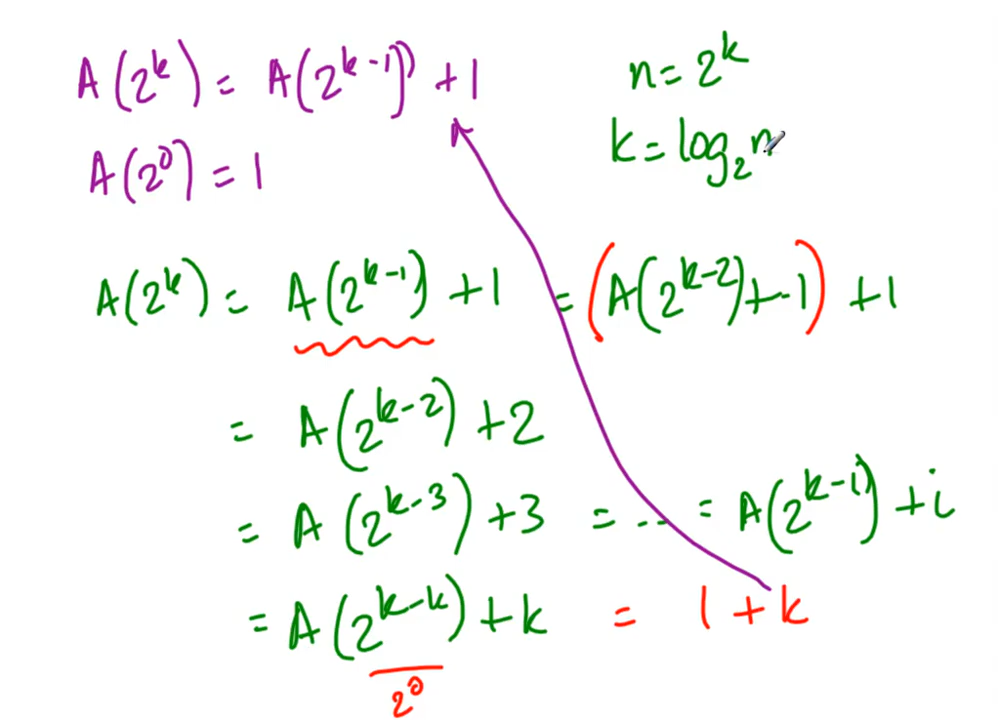 A(2^k) = A(2^(k-1)) + 1
n = 2^k
A(2^0) = 1
k = log₂n
A(2^k) = A(2^(k-1)) + 1 = (A(2^(k-2)) + 1) + 1
= A(2^(k-2)) + 2
= A(2^(k-3)) + 3 = ... = A(2^(k-i)) + i
= A(2^(k-k)) + k = 1 + k
2^0